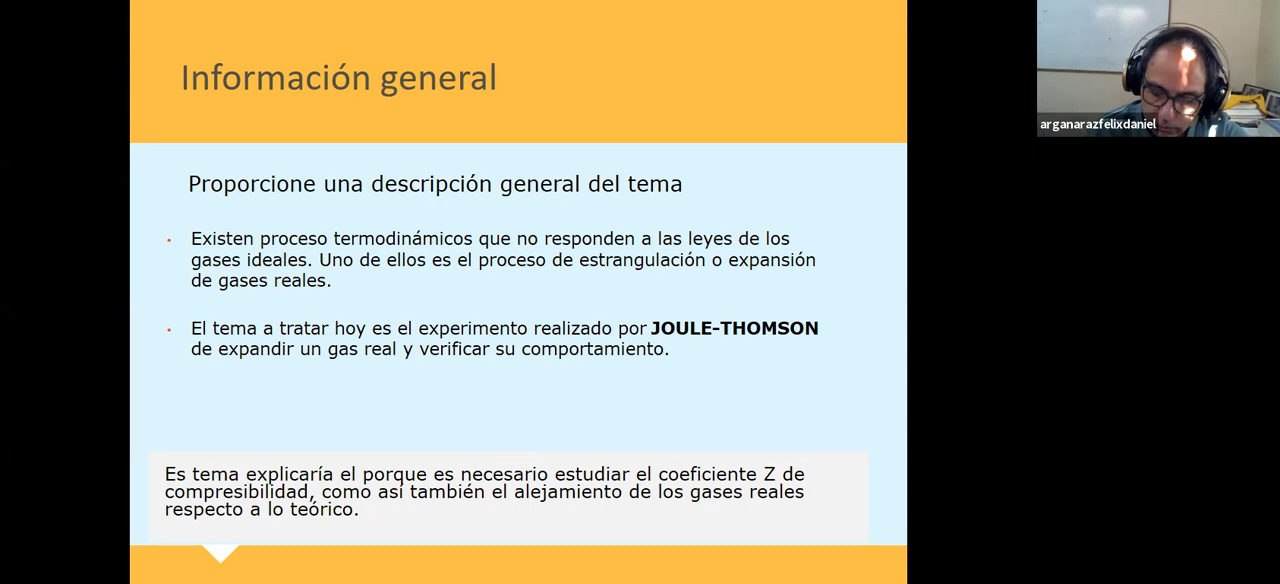 Información general
arganarazfelixdaniel
Proporcione una descripción general del tema
Existen proceso termodinámicos que no responden a las leyes de los
gases ideales. Uno de ellos es el proceso de estrangulación o expansión
de gases reales.
El tema a tratar hoy es el experimento realizado por JOULE-THOMSON
de expandir un gas real y verificar su comportamiento.
Es tema explicaría el porque es necesario estudiar el coeficiente Z de
compresibilidad, como así también el alejamiento de los gases reales
respecto a lo teórico.